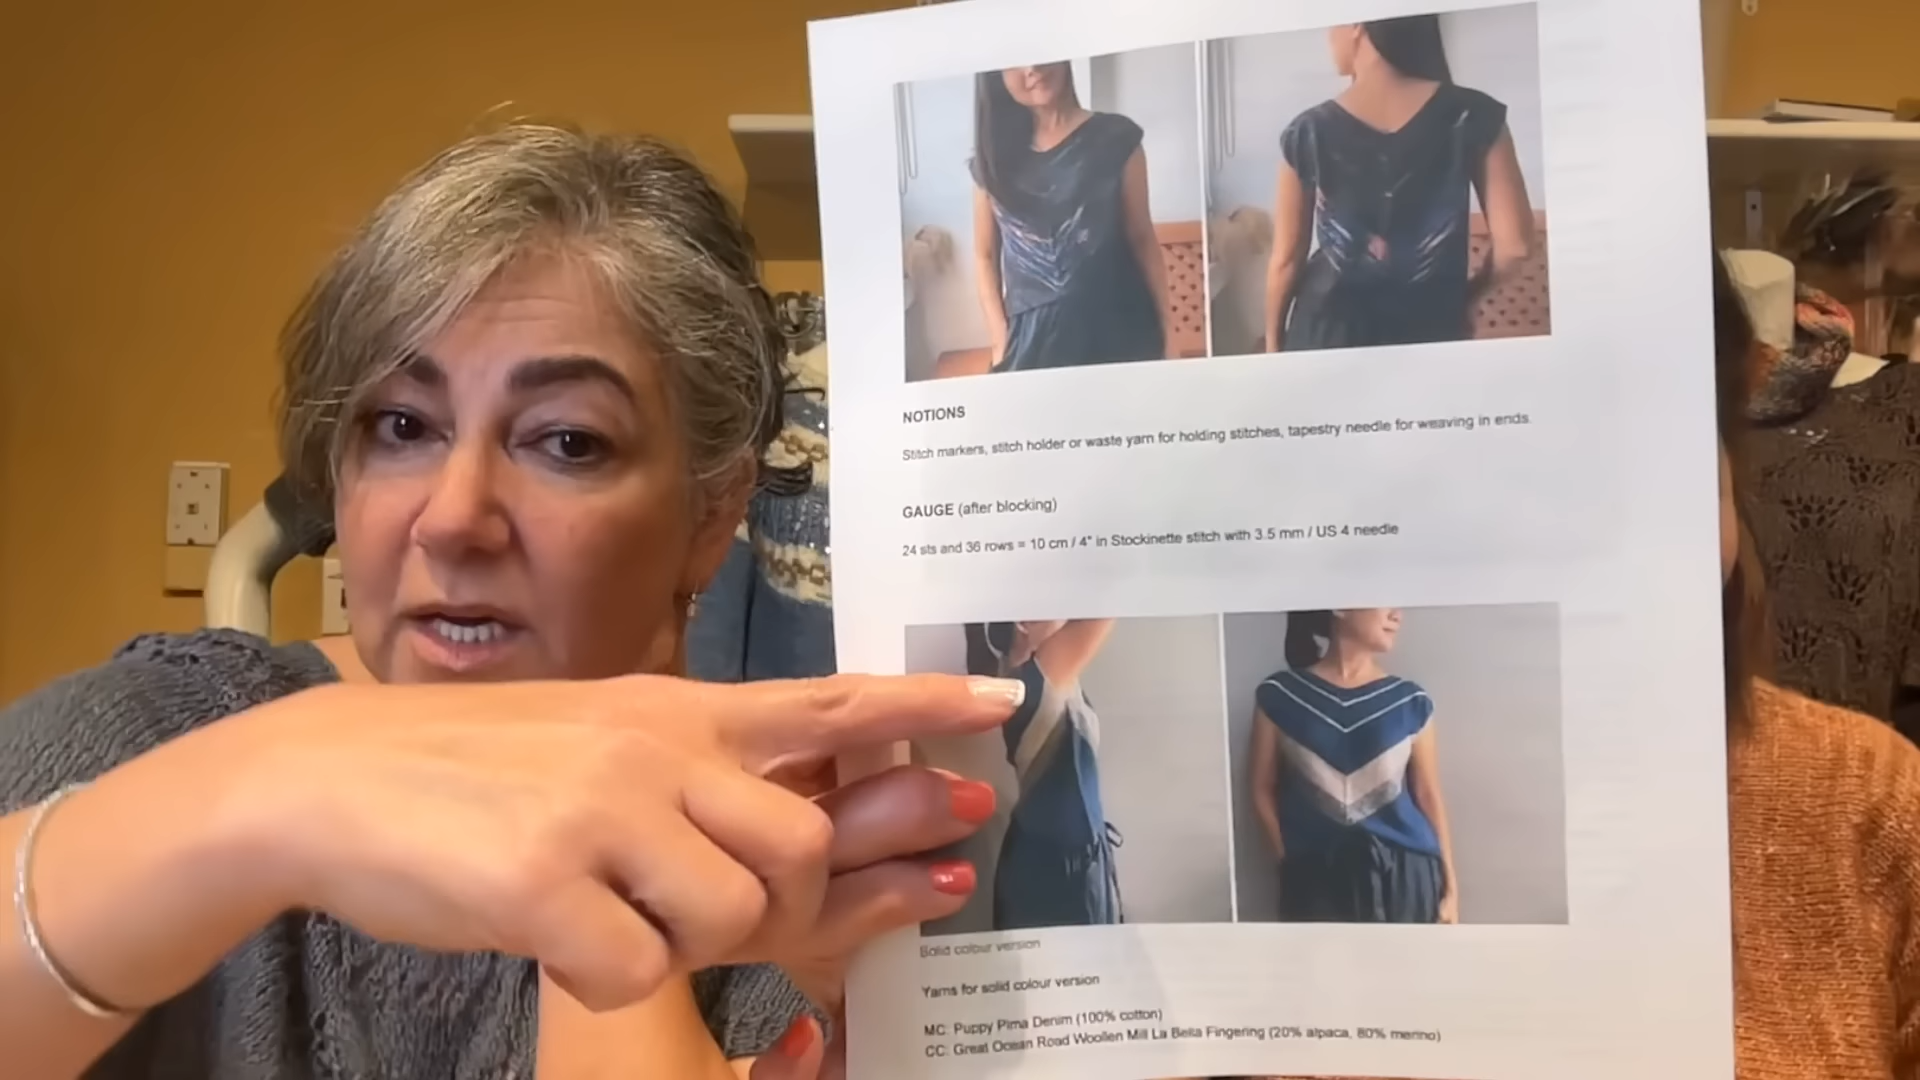 NOTIONS
Stitch markers, stitch holder or waste yarn for holding stitches, tapestry needle for weaving in ends.
GAUGE (after blocking)
24 sts and 36 rows = 10 cm / 4" in Stockinette stitch with 3.5 mm / US 4 needle
Solid colour version
Yarns for solid colour version
MC: Puppy Pima Denim (100% cotton)
CC: Great Ocean Road Woollen Mill La Bella Fingering (20% alpaca, 80% merino)